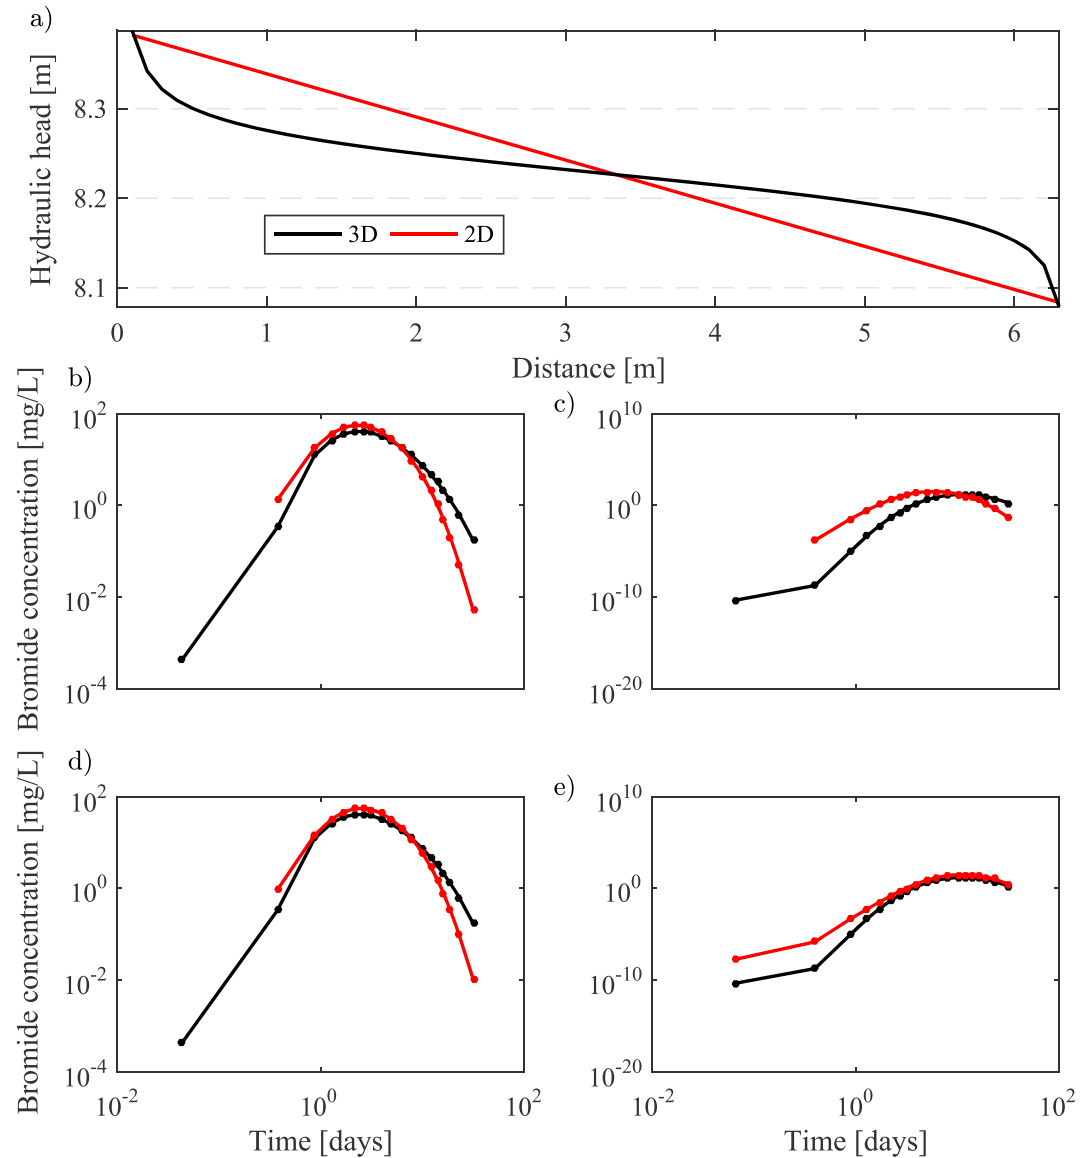 a)
Hydraulic head [m]
8.3
8.2
8.1
3D 2D
0 1 2 3 4 5 6
Distance [m]
b)
Bromide concentration [mg/L]
10^2
10^0
10^-2
10^-4
c)
10^10
10^0
10^-10
10^-20
d)
Bromide concentration [mg/L]
10^2
10^0
10^-2
10^-4
10^-2 10^0 10^2
Time [days]
e)
10^10
10^0
10^-10
10^-20
10^-2 10^0 10^2
Time [days]